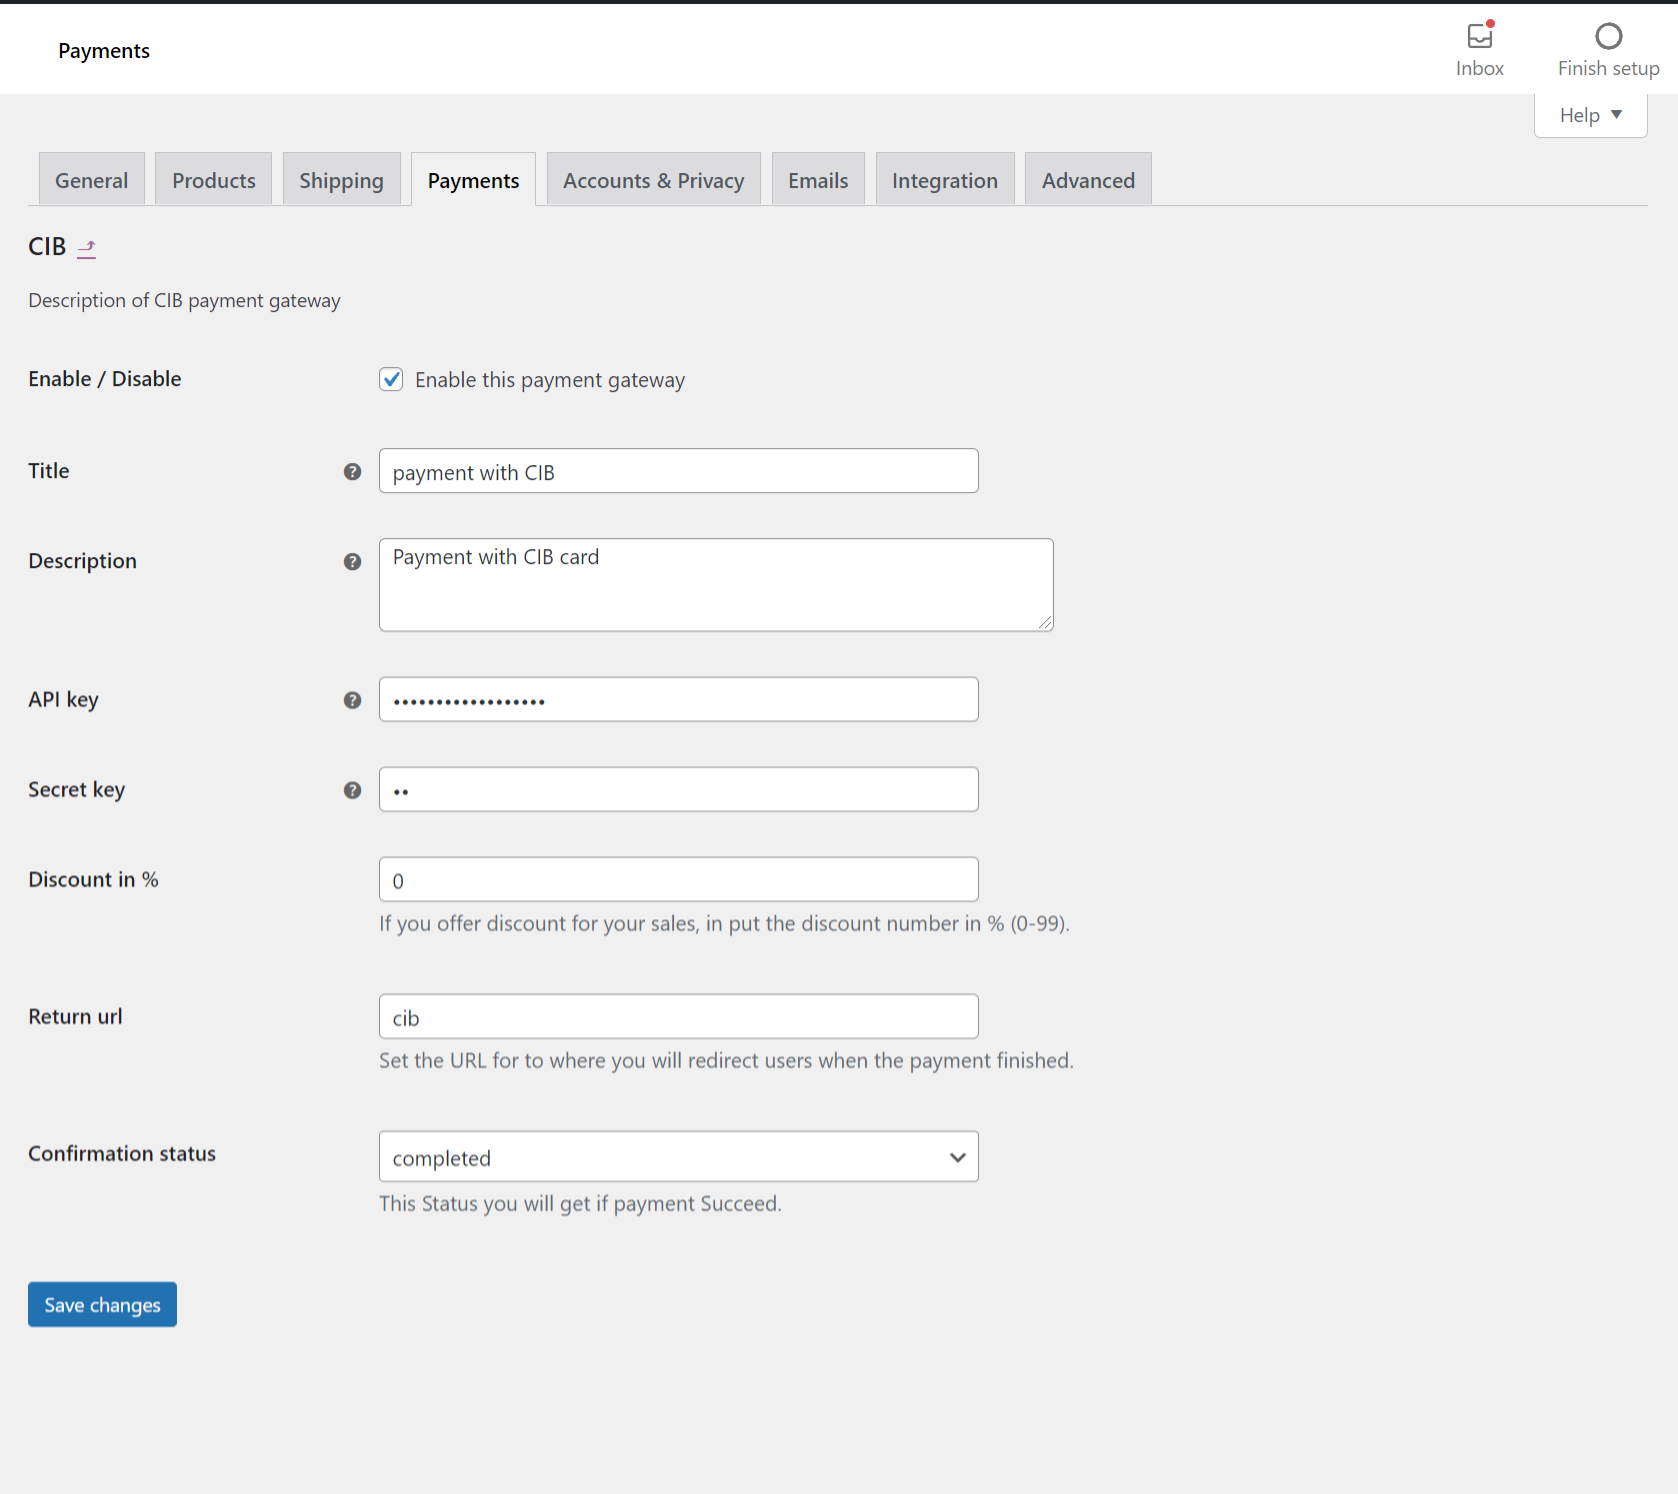 Payments
Inbox
Finish setup
Help
General Products Shipping Payments Accounts & Privacy Emails Integration Advanced
CIB
Description of CIB payment gateway
Enable / Disable
Enable this payment gateway
Title
payment with CIB
Description
Payment with CIB card
API key
••••••••••••••••••
Secret key
••
Discount in %
0
If you offer discount for your sales, in put the discount number in % (0-99).
Return url
cib
Set the URL for to where you will redirect users when the payment finished.
Confirmation status
completed
This Status you will get if payment Succeed.
Save changes